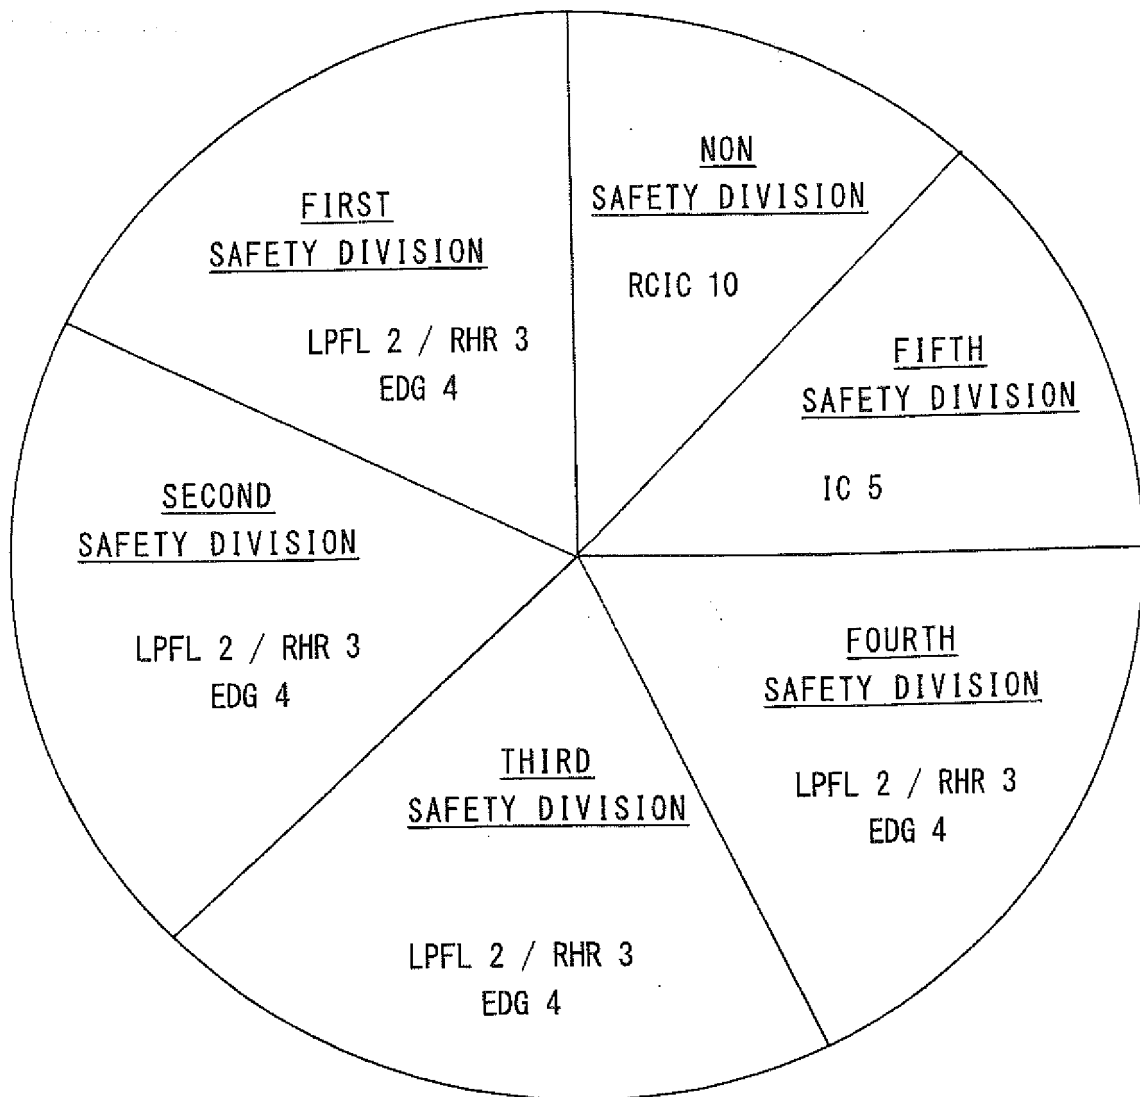 NON
SAFETY DIVISION
RCIC 10
FIRST
SAFETY DIVISION
LPFL 2 / RHR 3
EDG 4
FIFTH
SAFETY DIVISION
IC 5
SECOND
SAFETY DIVISION
LPFL 2 / RHR 3
EDG 4
FOURTH
SAFETY DIVISION
LPFL 2 / RHR 3
EDG 4
THIRD
SAFETY DIVISION
LPFL 2 / RHR 3
EDG 4